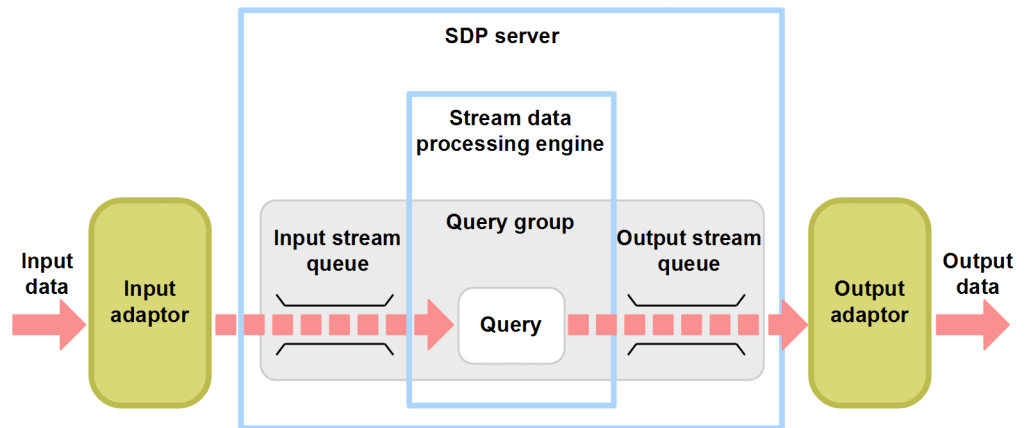 SDP server
Stream data
processing engine
Query group
Input stream
queue
Output stream
queue
Input
data
Input
adaptor
Query
Output
adaptor
Output
data